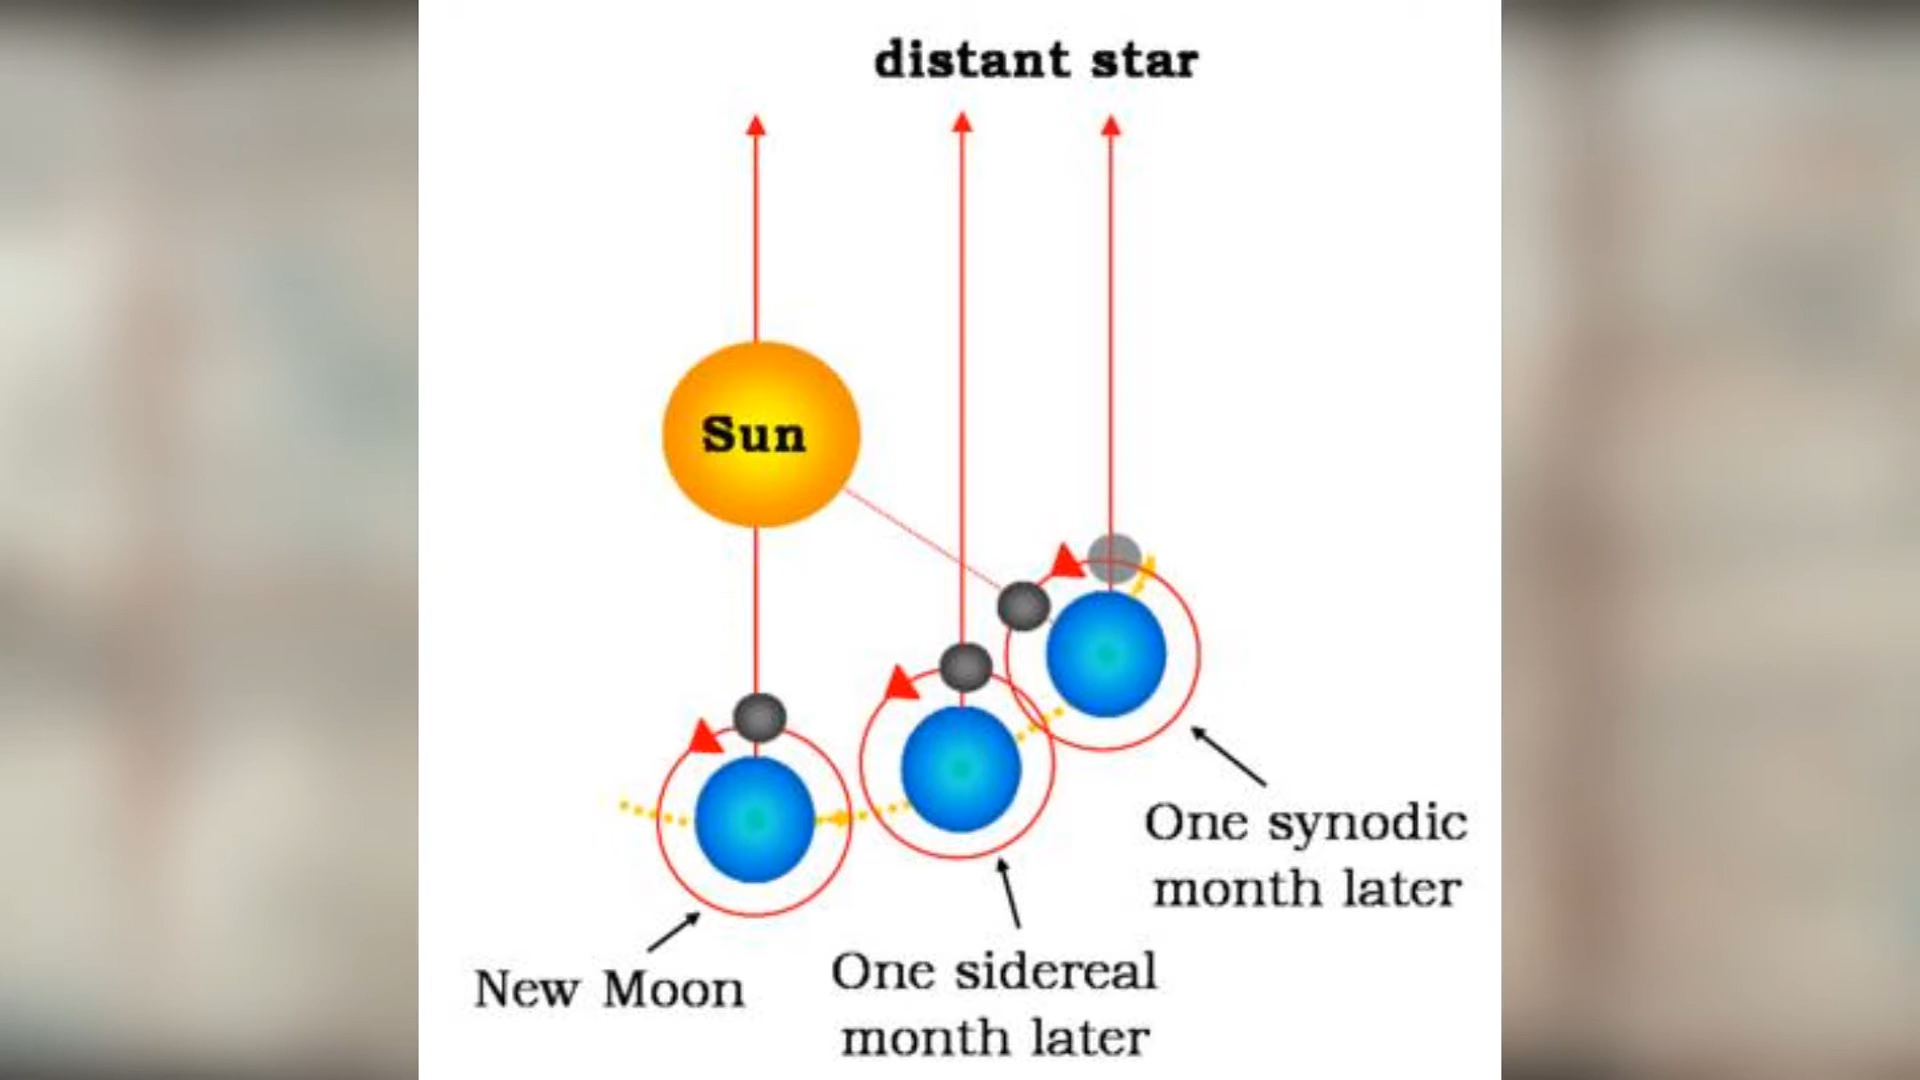 distant star
Sun
One synodic
month later
New Moon
One sidereal
month later